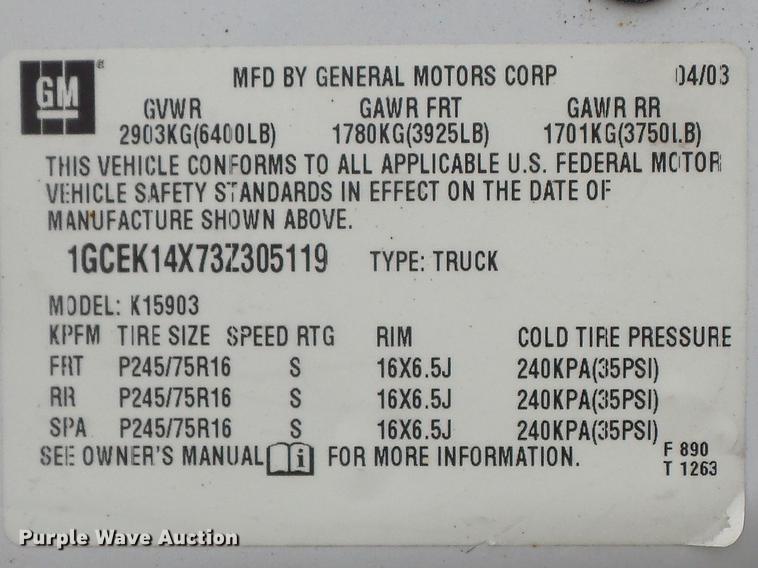 GM® MFD BY GENERAL MOTORS CORP 04/03
GVWR GAWR FRT GAWR RR
2903KG(6400LB) 1780KG(3925LB) 1701KG(3750LB)
THIS VEHICLE CONFORMS TO ALL APPLICABLE U.S. FEDERAL MOTOR
VEHICLE SAFETY STANDARDS IN EFFECT ON THE DATE OF
MANUFACTURE SHOWN ABOVE.
1GCEK14X73Z305119 TYPE: TRUCK
MODEL: K15903
KPFM TIRE SIZE SPEED RTG RIM COLD TIRE PRESSURE
FRT P245/75R16 S 16X6.5J 240KPA(35PSI)
RR P245/75R16 S 16X6.5J 240KPA(35PSI)
SPA P245/75R16 S 16X6.5J 240KPA(35PSI)
SEE OWNER'S MANUAL i FOR MORE INFORMATION.
F 890
T 1263
Purple Wave Auction